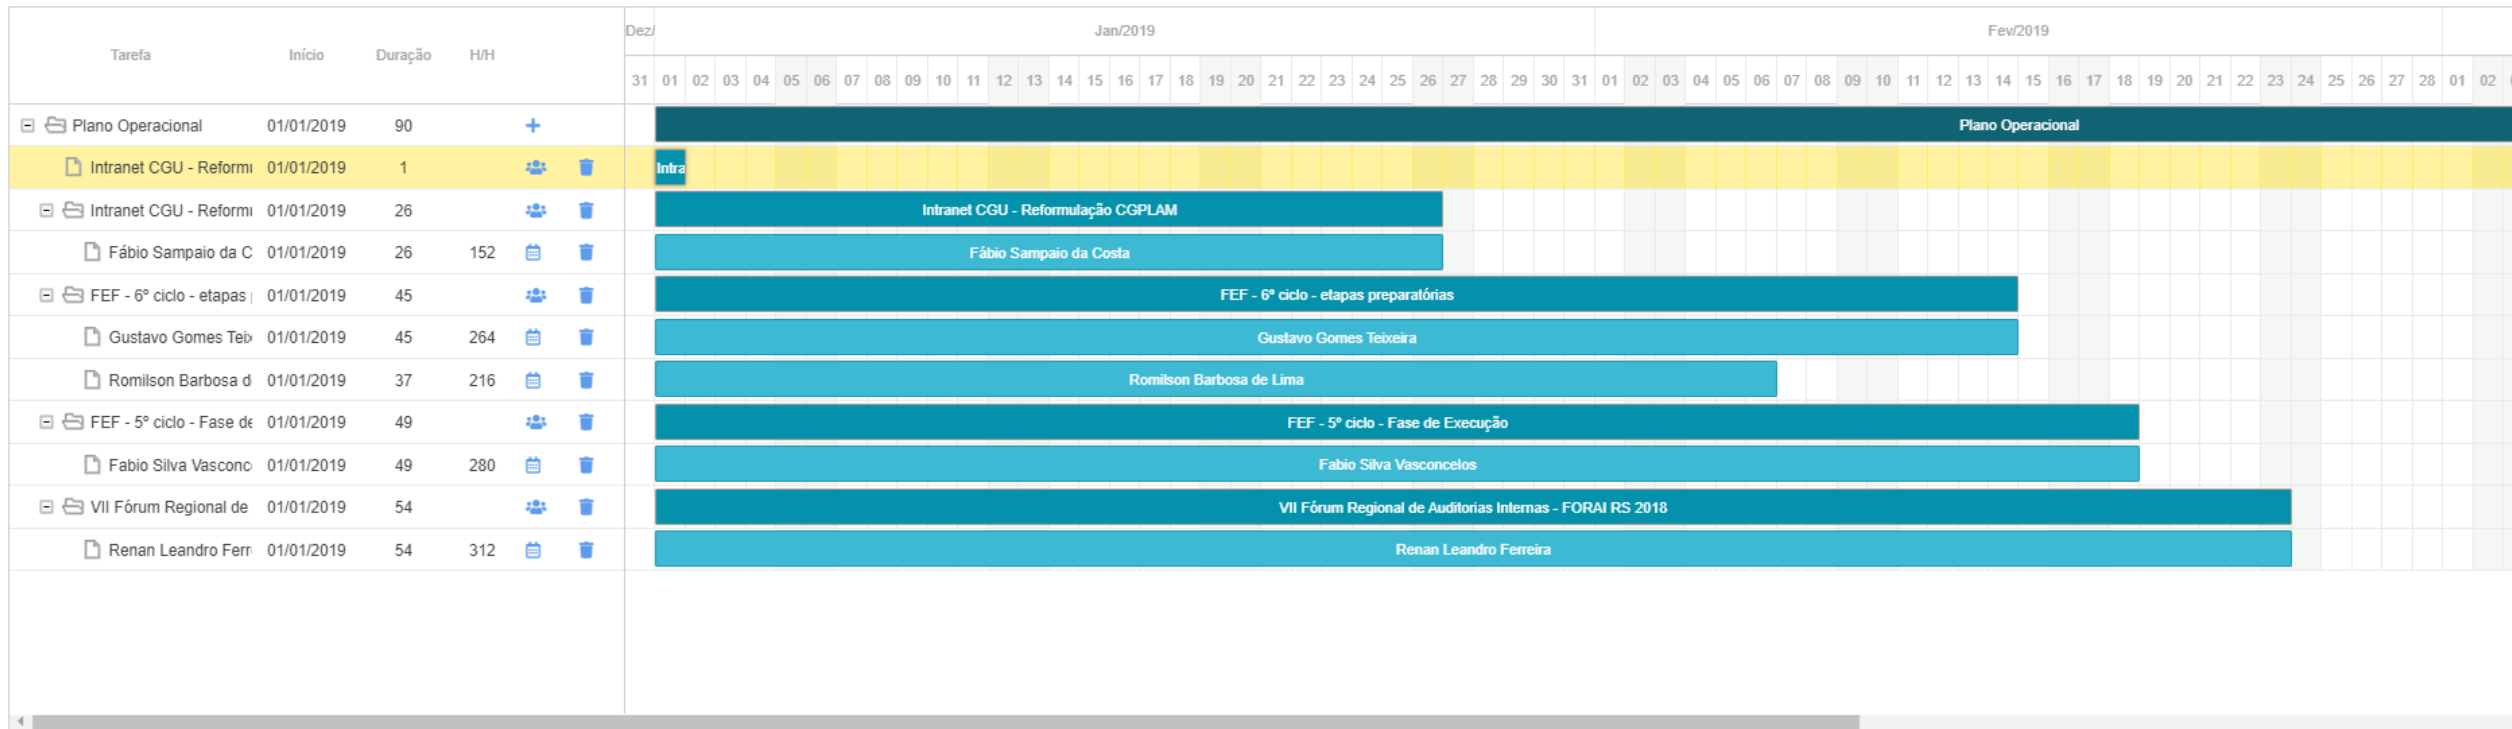 Tarefa Início Duração H/H
Dez/ Jan/2019 Fev/2019
31 01 02 03 04 05 06 07 08 09 10 11 12 13 14 15 16 17 18 19 20 21 22 23 24 25 26 27 28 29 30 31 01 02 03 04 05 06 07 08 09 10 11 12 13 14 15 16 17 18 19 20 21 22 23 24 25 26 27 28 01 02
Plano Operacional 01/01/2019 90 Plano Operacional
Intranet CGU - Reformu 01/01/2019 1 Intra
Intranet CGU - Reformu 01/01/2019 26 Intranet CGU - Reformulação CGPLAM
Fábio Sampaio da C 01/01/2019 26 152 Fábio Sampaio da Costa
FEF - 6º ciclo - etapas 01/01/2019 45 FEF - 6º ciclo - etapas preparatórias
Gustavo Gomes Teix 01/01/2019 45 264 Gustavo Gomes Teixeira
Romilson Barbosa d 01/01/2019 37 216 Romilson Barbosa de Lima
FEF - 5º ciclo - Fase de 01/01/2019 49 FEF - 5º ciclo - Fase de Execução
Fabio Silva Vasconc 01/01/2019 49 280 Fabio Silva Vasconcelos
VII Fórum Regional de 01/01/2019 54 VII Fórum Regional de Auditorias Internas - FORAI RS 2018
Renan Leandro Ferr 01/01/2019 54 312 Renan Leandro Ferreira